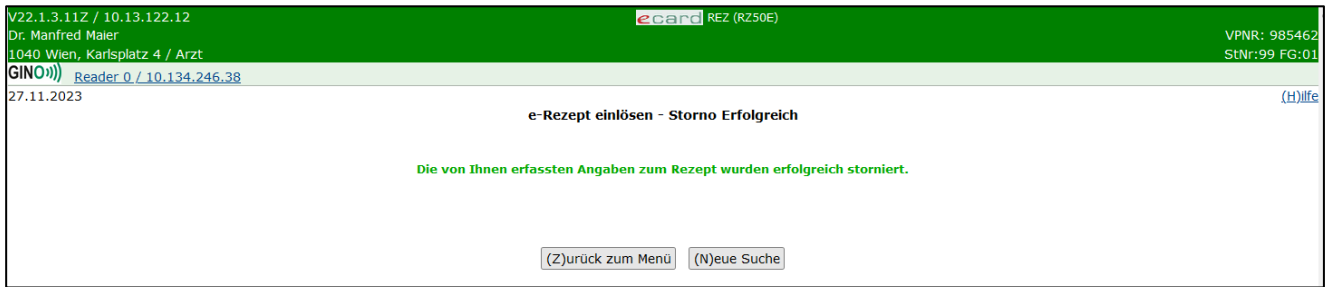 V22.1.3.11Z / 10.13.122.12 ecard REZ (RZ50E)
Dr. Manfred Maier VPNR: 985462
1040 Wien, Karlsplatz 4 / Arzt StNr:99 FG:01
GINO Reader 0 / 10.134.246.38
27.11.2023 (H)ilfe
e-Rezept einlösen - Storno Erfolgreich
Die von Ihnen erfassten Angaben zum Rezept wurden erfolgreich storniert.
(Z)urück zum Menü (N)eue Suche